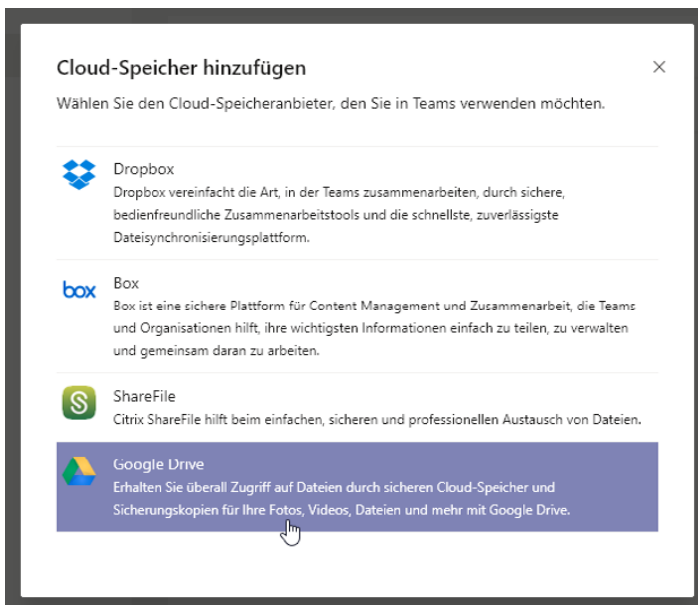 Cloud-Speicher hinzufügen
Wählen Sie den Cloud-Speicheranbieter, den Sie in Teams verwenden möchten.
Dropbox
Dropbox vereinfacht die Art, in der Teams zusammenarbeiten, durch sichere,
bedienfreundliche Zusammenarbeitstools und die schnellste, zuverlässigste
Dateisynchronisierungsplattform.
box
Box
Box ist eine sichere Plattform für Content Management und Zusammenarbeit, die Teams
und Organisationen hilft, ihre wichtigsten Informationen einfach zu teilen, zu verwalten
und gemeinsam daran zu arbeiten.
S
ShareFile
Citrix ShareFile hilft beim einfachen, sicheren und professionellen Austausch von Dateien.
Google Drive
Erhalten Sie überall Zugriff auf Dateien durch sicheren Cloud-Speicher und
Sicherungskopien für Ihre Fotos, Videos, Dateien und mehr mit Google Drive.